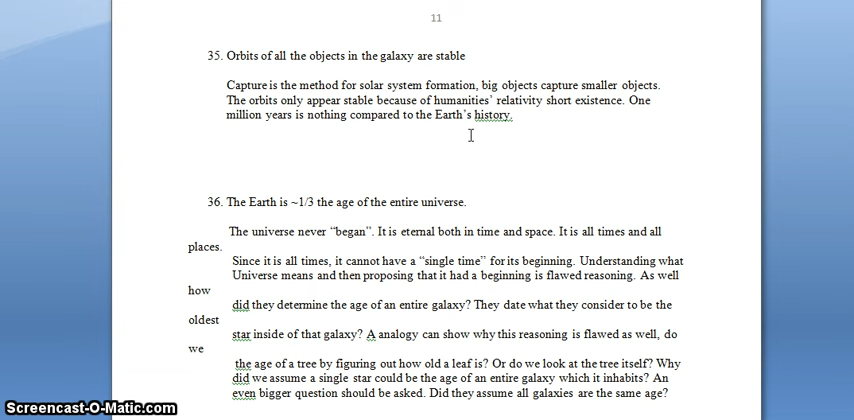 11
35. Orbits of all the objects in the galaxy are stable
Capture is the method for solar system formation, big objects capture smaller objects.
The orbits only appear stable because of humanities’ relativity short existence. One
million years is nothing compared to the Earth’s history.
36. The Earth is ~1/3 the age of the entire universe.
The universe never “began”. It is eternal both in time and space. It is all times and all
places.
Since it is all times, it cannot have a “single time” for its beginning. Understanding what
Universe means and then proposing that it had a beginning is flawed reasoning. As well
how
did they determine the age of an entire galaxy? They date what they consider to be the
oldest
star inside of that galaxy? A analogy can show why this reasoning is flawed as well, do
we
the age of a tree by figuring out how old a leaf is? Or do we look at the tree itself? Why
did we assume a single star could be the age of an entire galaxy which it inhabits? An
even bigger question should be asked. Did they assume all galaxies are the same age?
Screencast-O-Matic.com